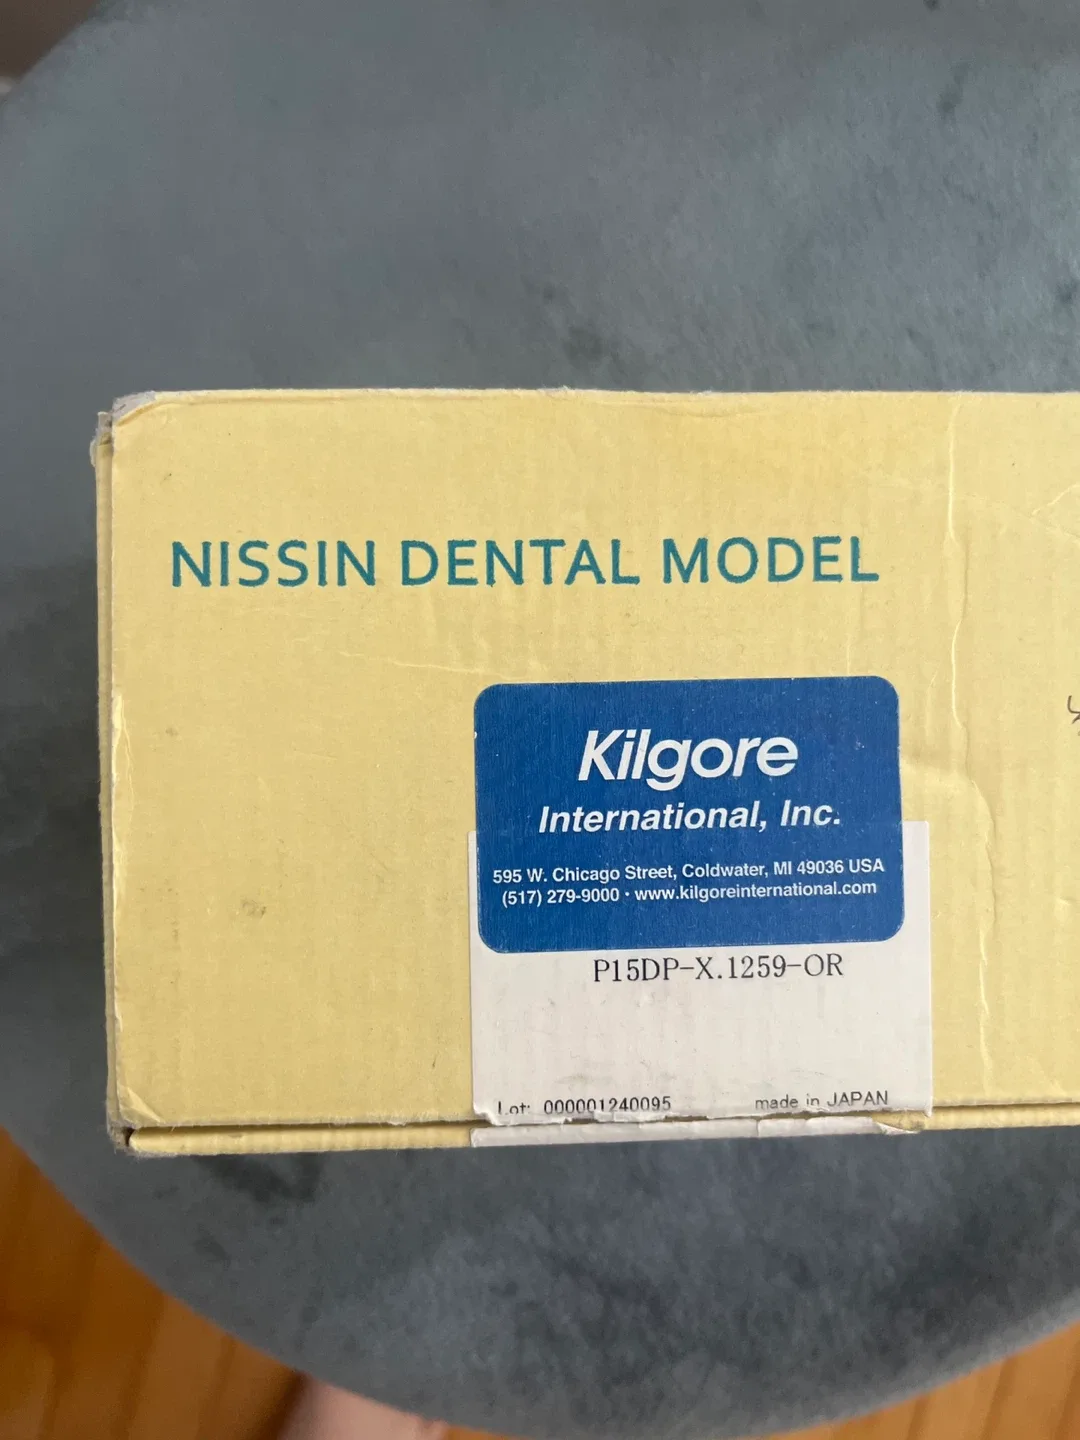 NISSIN DENTAL MODEL
Kilgore
International, Inc.
595 W. Chicago Street, Coldwater, MI 49036 USA
(517) 279-9000 · www.kilgoreinternational.com
P15DP-X.1259-OR
Lot: 000001240095 made in JAPAN